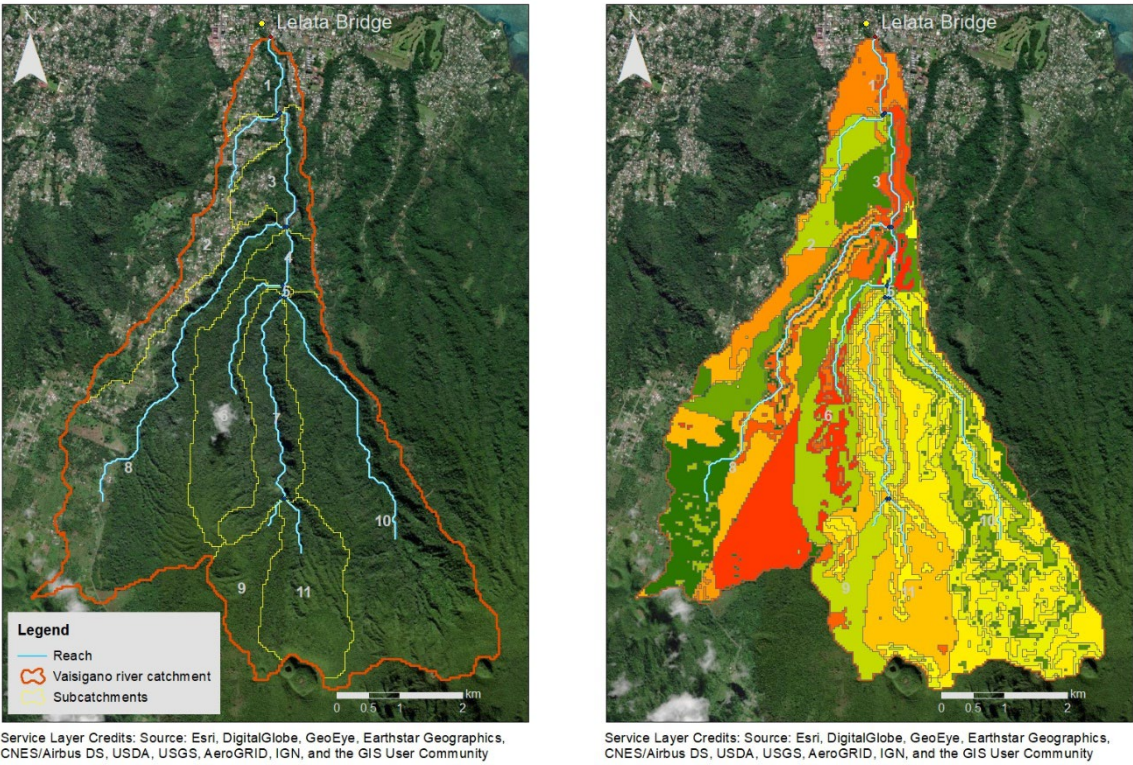 N
Lelata Bridge
1
3
2
4
5
7
8
10
9
11
Legend
Reach
Vaisigano river catchment
Subcatchments
km
0 0.5 1 2
Service Layer Credits: Source: Esri, DigitalGlobe, GeoEye, Earthstar Geographics,
CNES/Airbus DS, USDA, USGS, AeroGRID, IGN, and the GIS User Community
N
Lelata Bridge
1
3
2
4
5
6
8
10
9
11
km
0 0.5 1 2
Service Layer Credits: Source: Esri, DigitalGlobe, GeoEye, Earthstar Geographics,
CNES/Airbus DS, USDA, USGS, AeroGRID, IGN, and the GIS User Community